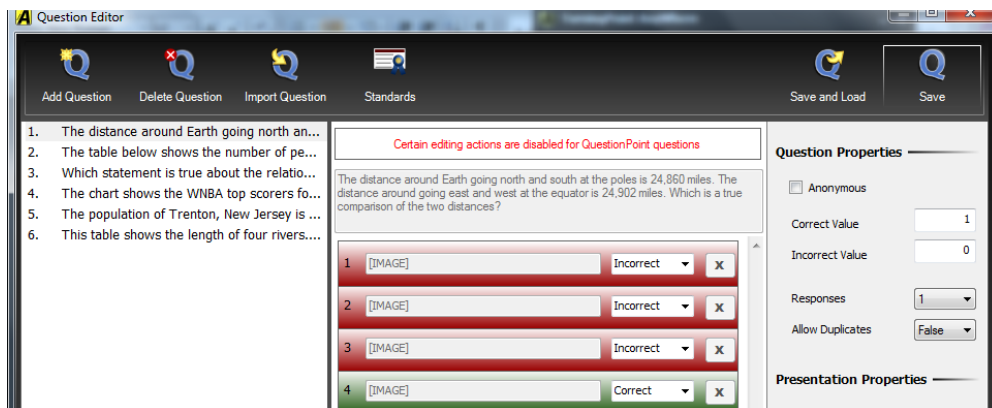 Question Editor
Add Question
Delete Question
Import Question
Standards
Save and Load
Save
1. The distance around Earth going north an...
2. The table below shows the number of pe...
3. Which statement is true about the relatio...
4. The chart shows the WNBA top scorers fo...
5. The population of Trenton, New Jersey is ...
6. This table shows the length of four rivers....
Certain editing actions are disabled for QuestionPoint questions
The distance around Earth going north and south at the poles is 24,860 miles. The
distance around going east and west at the equator is 24,902 miles. Which is a true
comparison of the two distances?
1 [IMAGE] Incorrect x
2 [IMAGE] Incorrect x
3 [IMAGE] Incorrect x
4 [IMAGE] Correct x
Question Properties
Anonymous
Correct Value 1
Incorrect Value 0
Responses 1
Allow Duplicates False
Presentation Properties